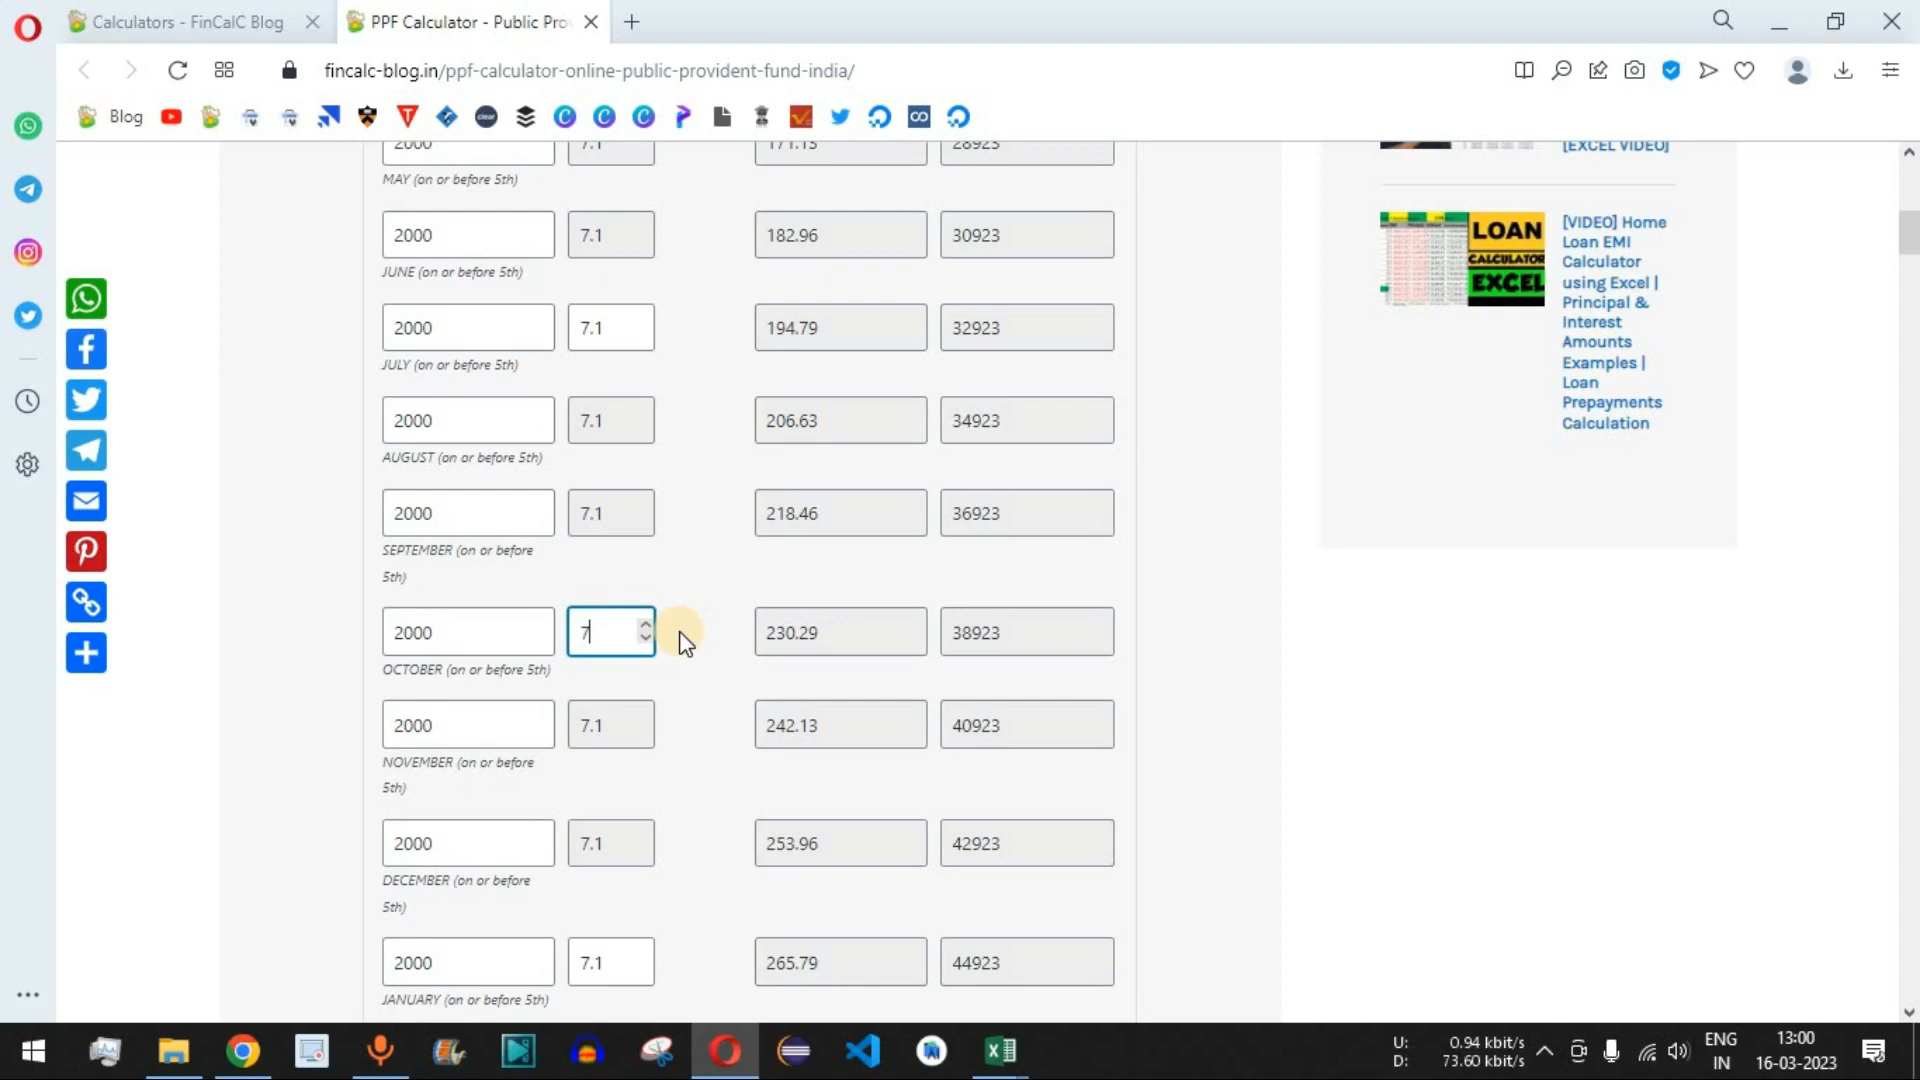 Calculators - FinCalC Blog
PPF Calculator - Public Pro
fincalc-blog.in/ppf-calculator-online-public-provident-fund-india/
Blog
clear
2000 7.1 171.13 28923
MAY (on or before 5th)
2000 7.1 182.96 30923
JUNE (on or before 5th)
2000 7.1 194.79 32923
JULY (on or before 5th)
2000 7.1 206.63 34923
AUGUST (on or before 5th)
2000 7.1 218.46 36923
SEPTEMBER (on or before
5th)
2000 7 230.29 38923
OCTOBER (on or before 5th)
2000 7.1 242.13 40923
NOVEMBER (on or before
5th)
2000 7.1 253.96 42923
DECEMBER (on or before
5th)
2000 7.1 265.79 44923
JANUARY (on or before 5th)
[EXCEL VIDEO]
LOAN
CALCULATOR
EXCEL
[VIDEO] Home
Loan EMI
Calculator
using Excel |
Principal &
Interest
Amounts
Examples |
Loan
Prepayments
Calculation
U: 0.94 kbit/s
D: 73.60 kbit/s
ENG
IN
13:00
16-03-2023